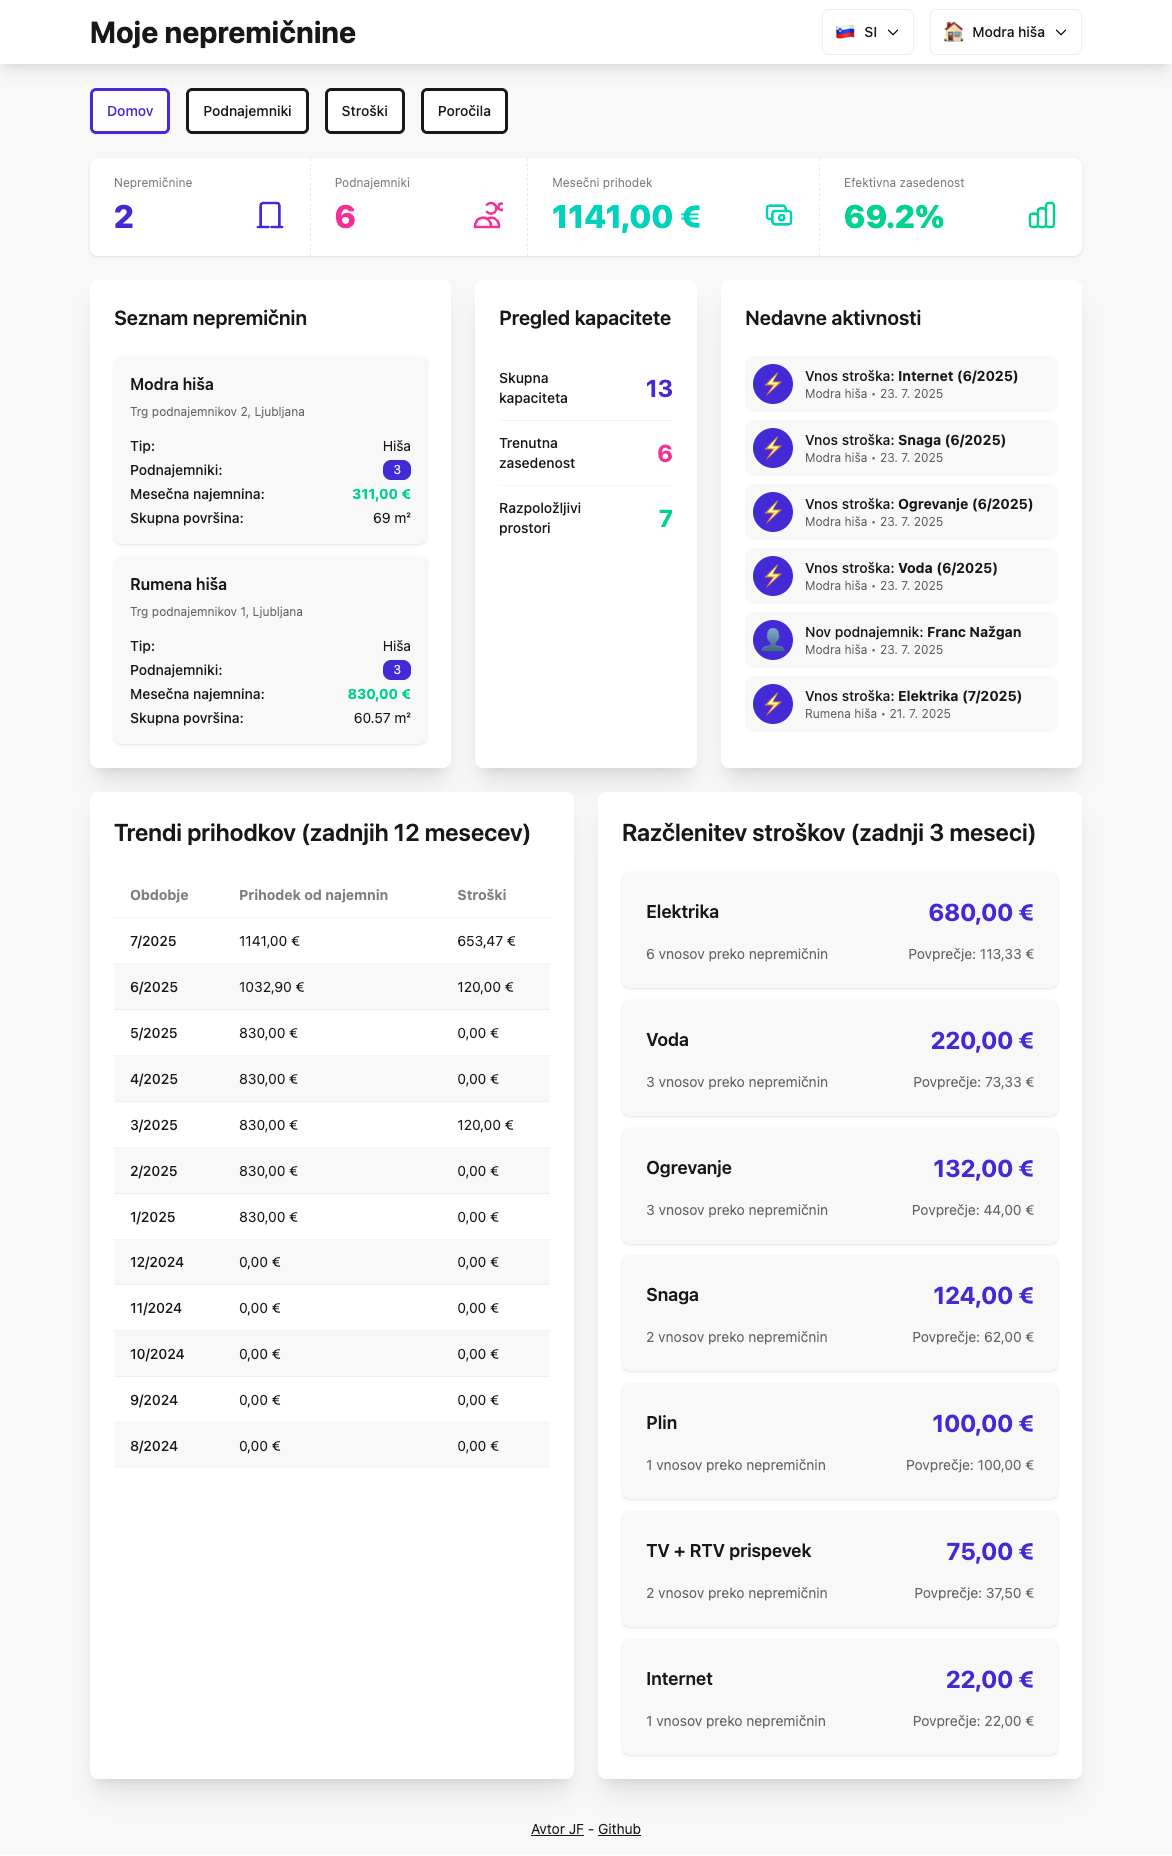 Moje nepremičnine
SI
Modra hiša
Domov
Podnajemniki
Stroški
Poročila
Nepremičnine
2
Podnajemniki
6
Mesečni prihodek
1141,00 €
Efektivna zasedenost
69.2%
Seznam nepremičnin
Modra hiša
Trg podnajemnikov 2, Ljubljana
Tip: Hiša
Podnajemniki: 3
Mesečna najemnina: 311,00 €
Skupna površina: 69 m²
Rumena hiša
Trg podnajemnikov 1, Ljubljana
Tip: Hiša
Podnajemniki: 3
Mesečna najemnina: 830,00 €
Skupna površina: 60.57 m²
Pregled kapacitete
Skupna
kapaciteta
13
Trenutna
zasedenost
6
Razpoložljivi
prostori
7
Nedavne aktivnosti
Vnos stroška: Internet (6/2025)
Modra hiša • 23. 7. 2025
Vnos stroška: Snaga (6/2025)
Modra hiša • 23. 7. 2025
Vnos stroška: Ogrevanje (6/2025)
Modra hiša • 23. 7. 2025
Vnos stroška: Voda (6/2025)
Modra hiša • 23. 7. 2025
Nov podnajemnik: Franc Nažgan
Modra hiša • 23. 7. 2025
Vnos stroška: Elektrika (7/2025)
Rumena hiša • 21. 7. 2025
Trendi prihodkov (zadnjih 12 mesecev)
Obdobje Prihodek od najemnin Stroški
7/2025 1141,00 € 653,47 €
6/2025 1032,90 € 120,00 €
5/2025 830,00 € 0,00 €
4/2025 830,00 € 0,00 €
3/2025 830,00 € 120,00 €
2/2025 830,00 € 0,00 €
1/2025 830,00 € 0,00 €
12/2024 0,00 € 0,00 €
11/2024 0,00 € 0,00 €
10/2024 0,00 € 0,00 €
9/2024 0,00 € 0,00 €
8/2024 0,00 € 0,00 €
Razčlenitev stroškov (zadnji 3 meseci)
Elektrika 680,00 €
6 vnosov preko nepremičnin Povprečje: 113,33 €
Voda 220,00 €
3 vnosov preko nepremičnin Povprečje: 73,33 €
Ogrevanje 132,00 €
3 vnosov preko nepremičnin Povprečje: 44,00 €
Snaga 124,00 €
2 vnosov preko nepremičnin Povprečje: 62,00 €
Plin 100,00 €
1 vnosov preko nepremičnin Povprečje: 100,00 €
TV + RTV prispevek 75,00 €
2 vnosov preko nepremičnin Povprečje: 37,50 €
Internet 22,00 €
1 vnosov preko nepremičnin Povprečje: 22,00 €
Avtor JF - Github